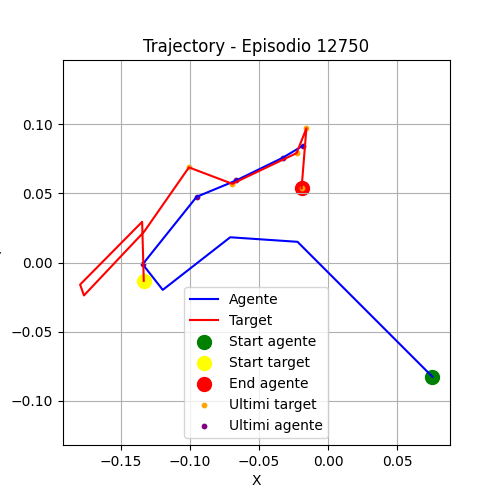 Trajectory - Episodio 12750
0.10
0.05
0.00
−0.05
−0.10
−0.15
−0.10
−0.05
0.00
0.05
X
Agente
Target
Start agente
Start target
End agente
Ultimi target
Ultimi agente